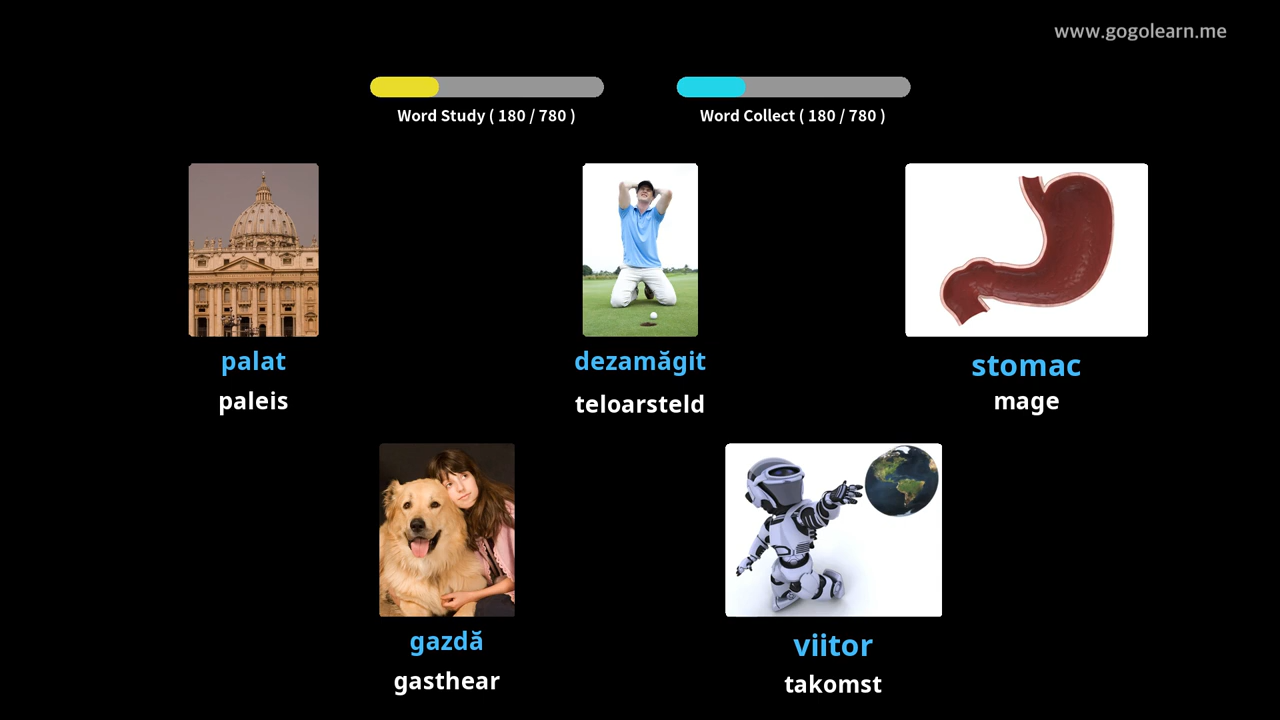 www.gogolearn.me
Word Study ( 180 / 780 )
Word Collect ( 180 / 780 )
palat
paleis
dezamăgit
teloarsteld
stomac
mage
gazdă
gasthear
viitor
takomst